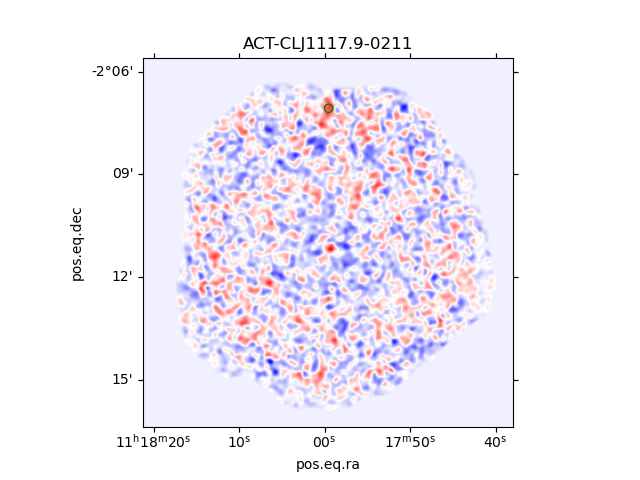 ACT-CLJ1117.9-0211
-2°06'
09'
12'
15'
pos.eq.dec
11h18m20s 10s 00s 17m50s 40s
pos.eq.ra